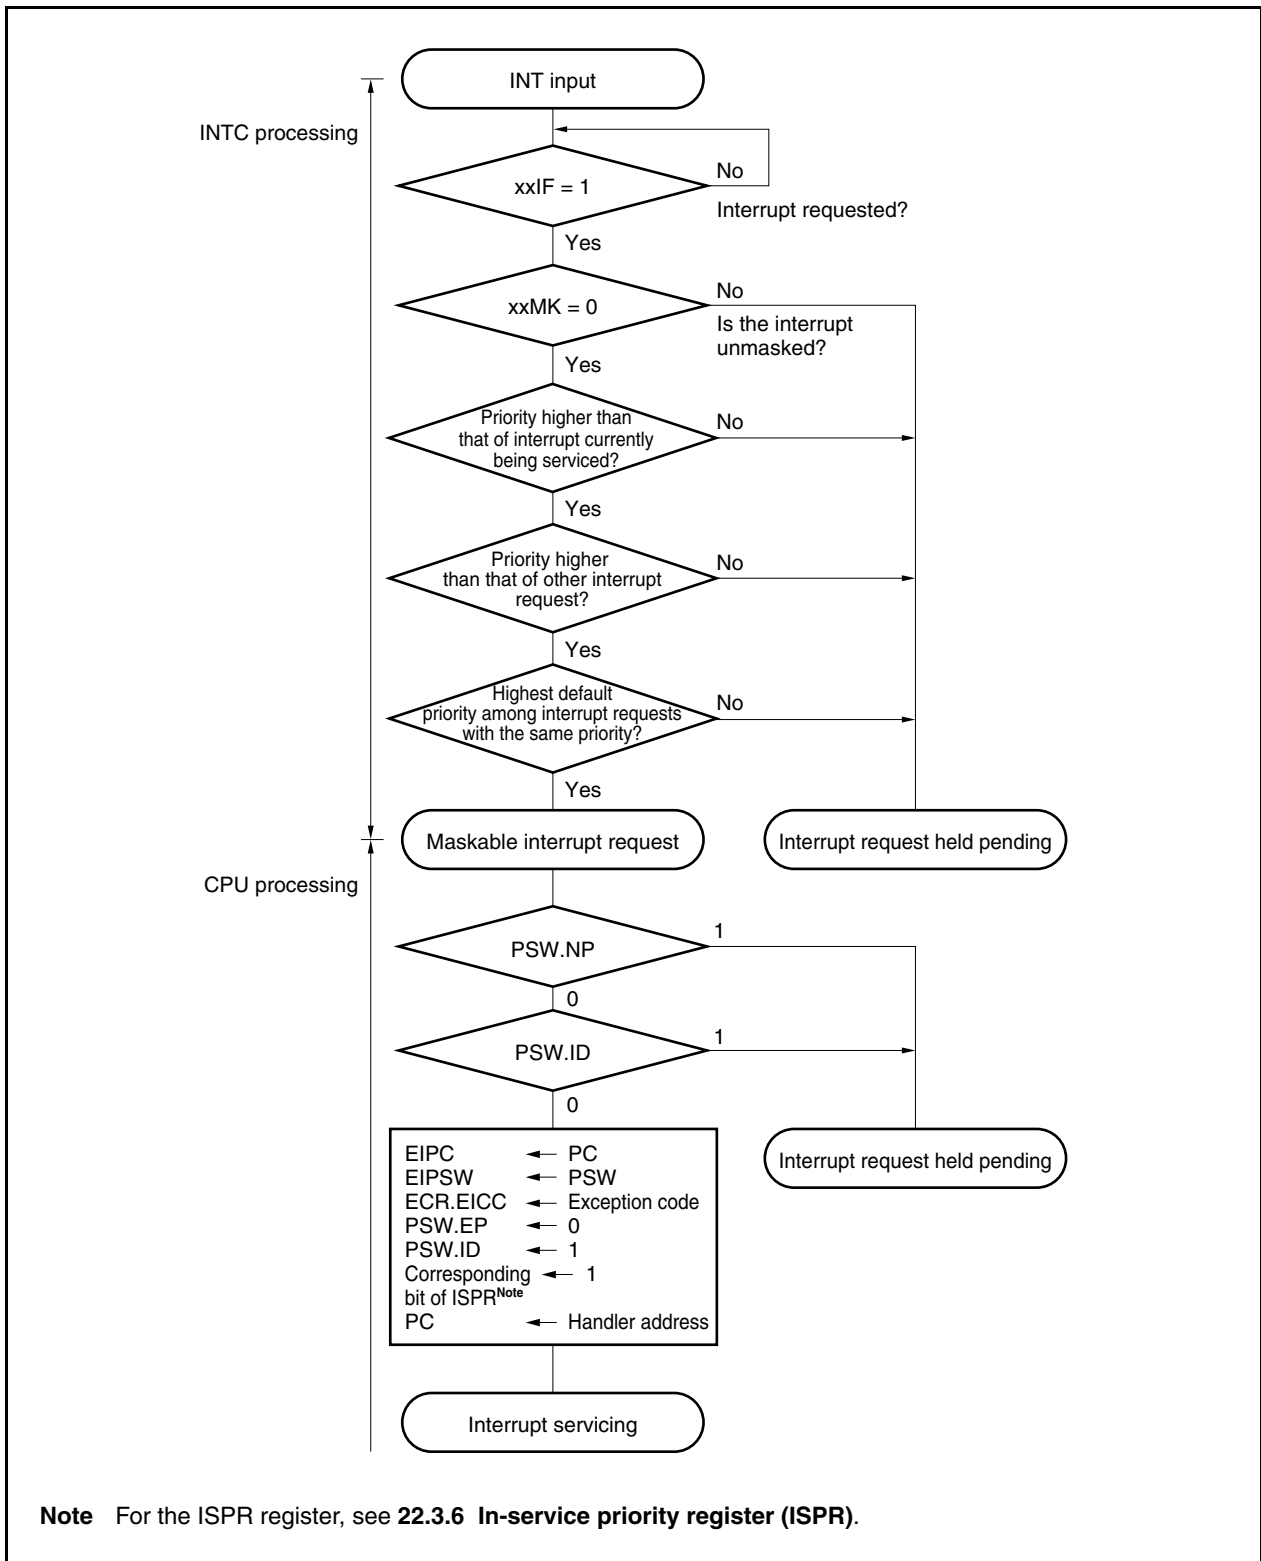 INT input
INTC processing
xxIF = 1
No
Interrupt requested?
Yes
xxMK = 0
No
Is the interrupt
unmasked?
Yes
Priority higher than
that of interrupt currently
being serviced?
No
Yes
Priority higher
than that of other interrupt
request?
No
Yes
Highest default
priority among interrupt requests
with the same priority?
No
Yes
Maskable interrupt request
Interrupt request held pending
CPU processing
PSW.NP
1
0
PSW.ID
1
0
Interrupt request held pending
EIPC ← PC
EIPSW ← PSW
ECR.EICC ← Exception code
PSW.EP ← 0
PSW.ID ← 1
Corresponding ← 1
bit of ISPRNote
PC ← Handler address
Interrupt servicing
Note For the ISPR register, see 22.3.6 In-service priority register (ISPR).